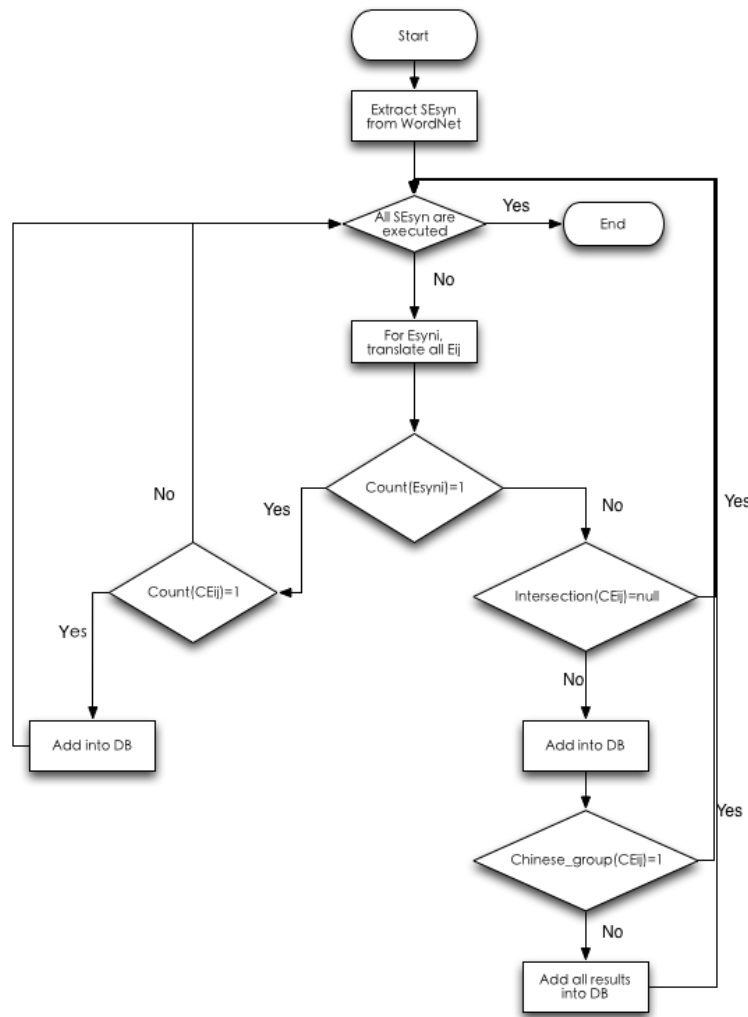 Start
Extract SEsyn
from WordNet
All SEsyn are
executed
Yes
End
No
For Esyni,
translate all Eij
Count(Esyni)=1
No
Yes
No
Yes
Count(CEij)=1
Intersection(CEij)=null
Yes
No
Add into DB
Add into DB
Yes
Chinese_group(CEij)=1
No
Add all results
into DB